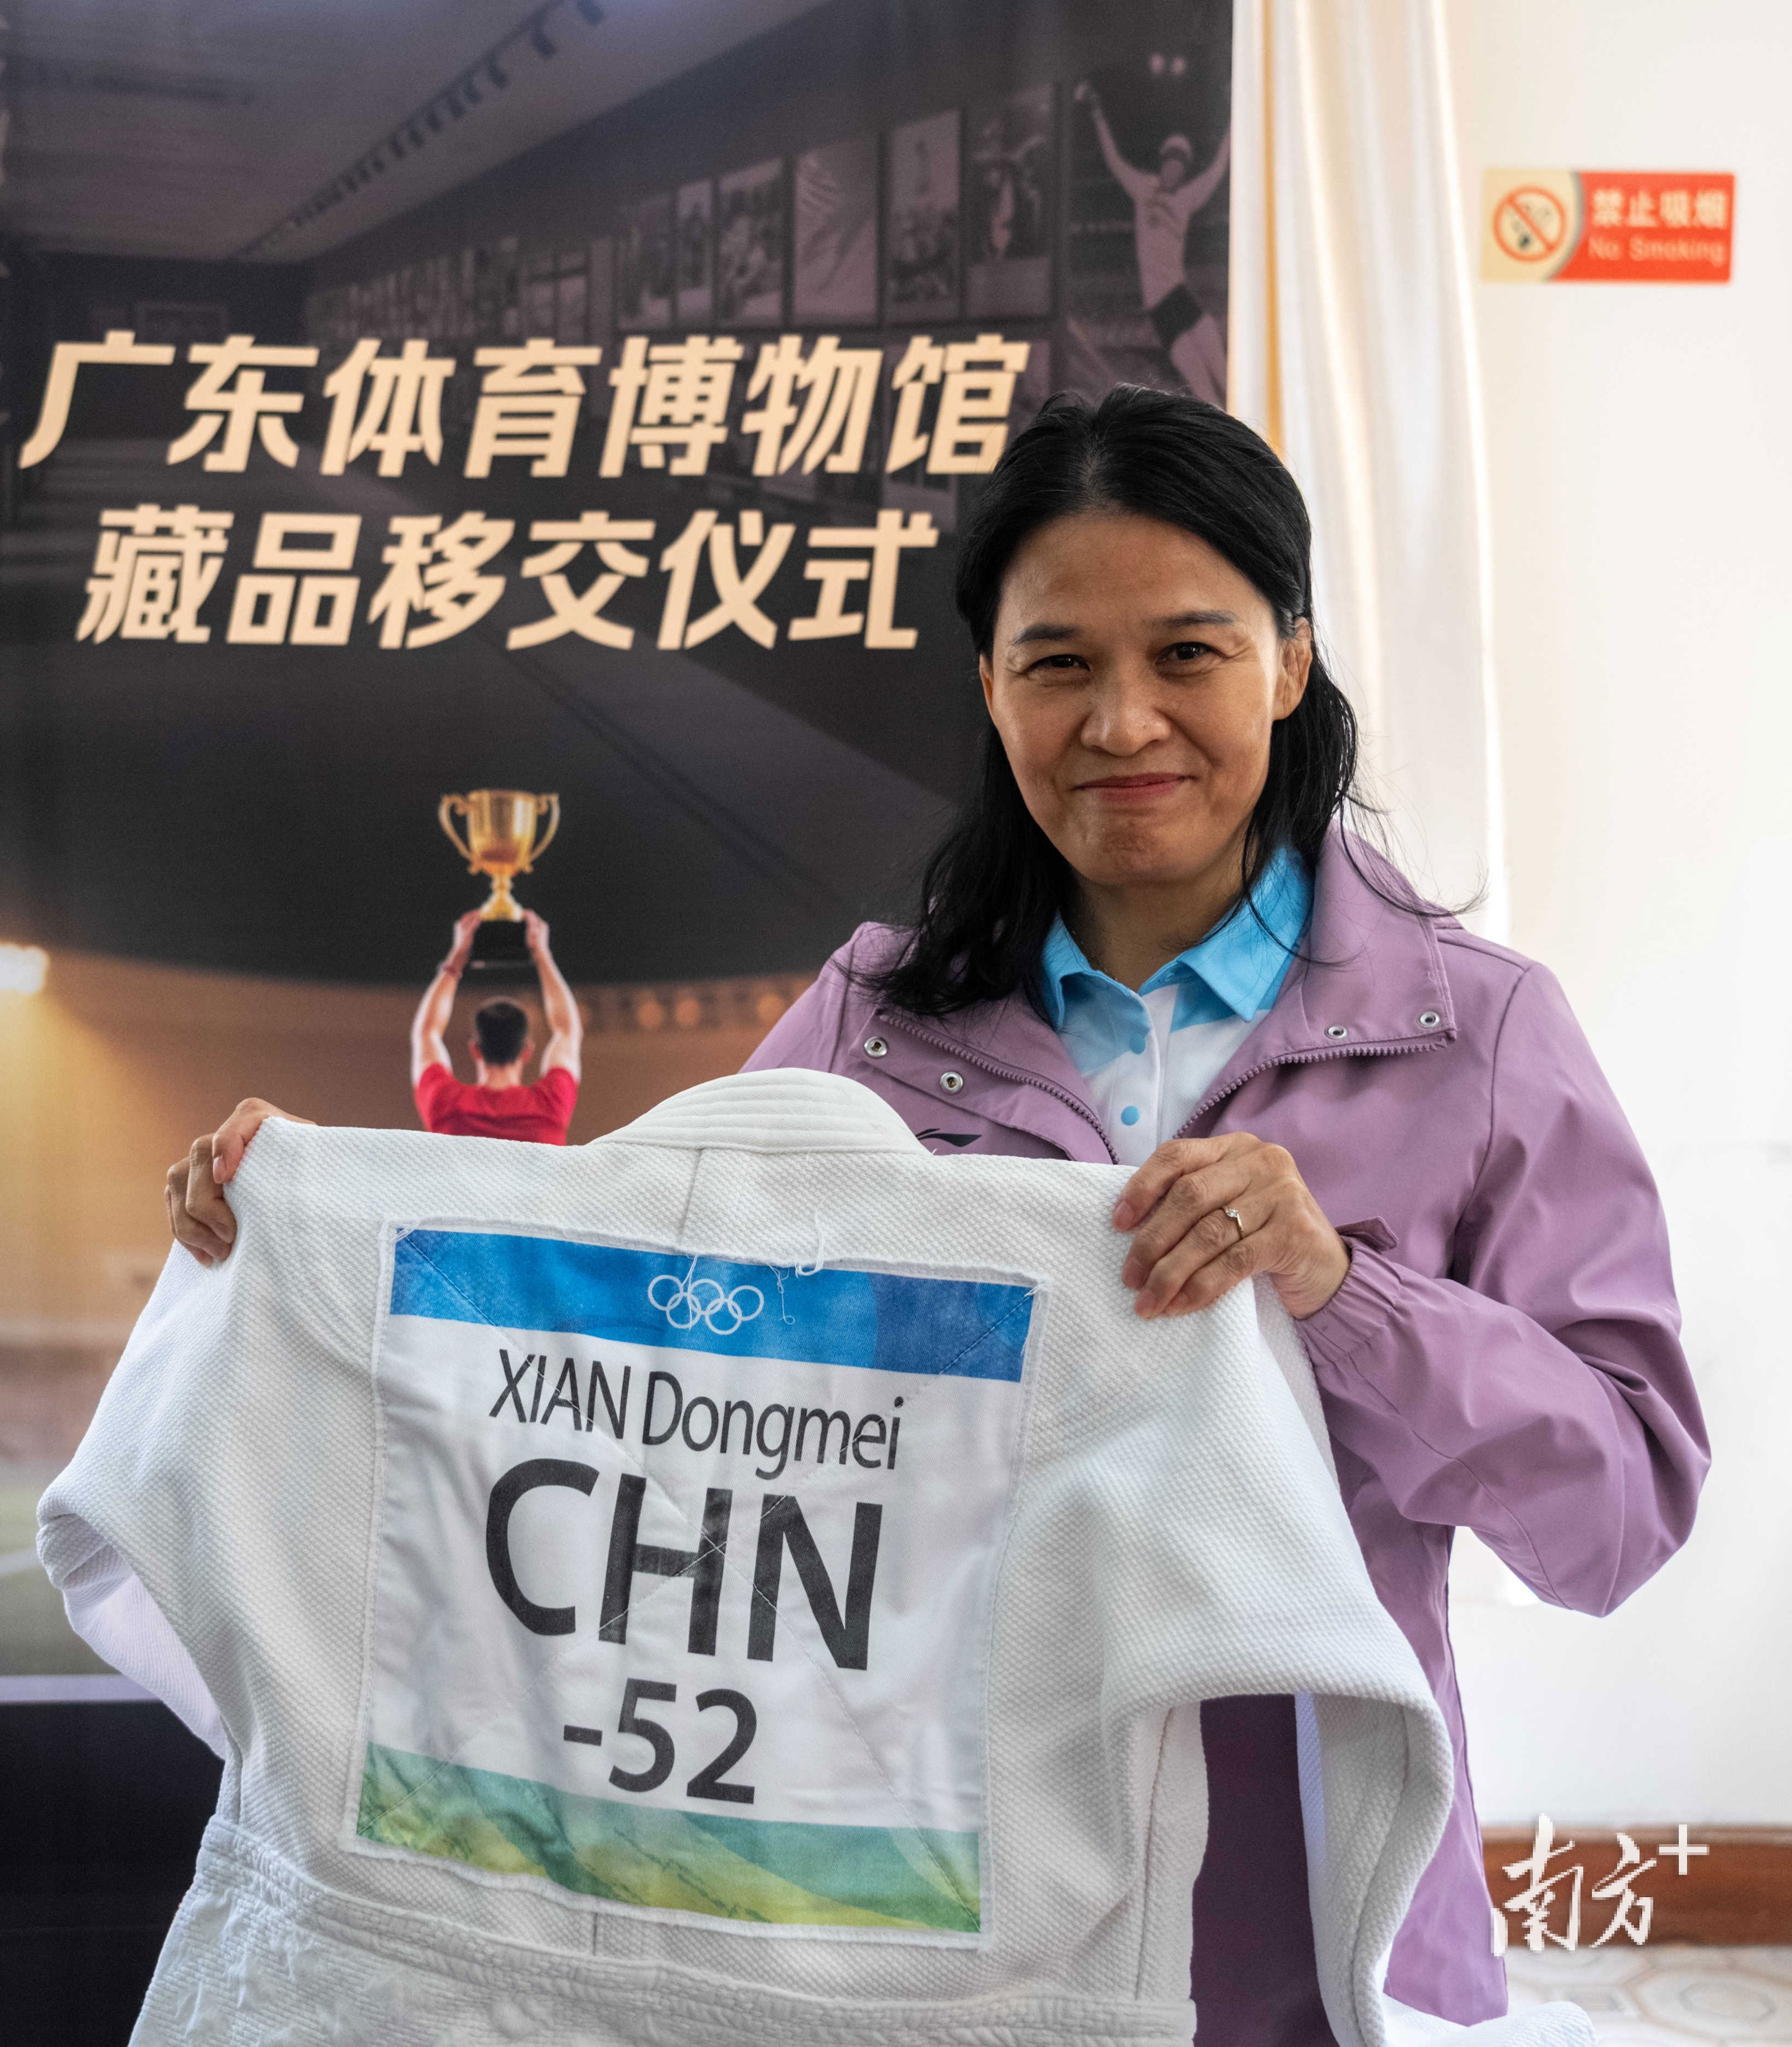 禁止吸烟
No Smoking
广东体育博物馆
藏品移交仪式
XIAN Dongmei
CHN
-52
南方+